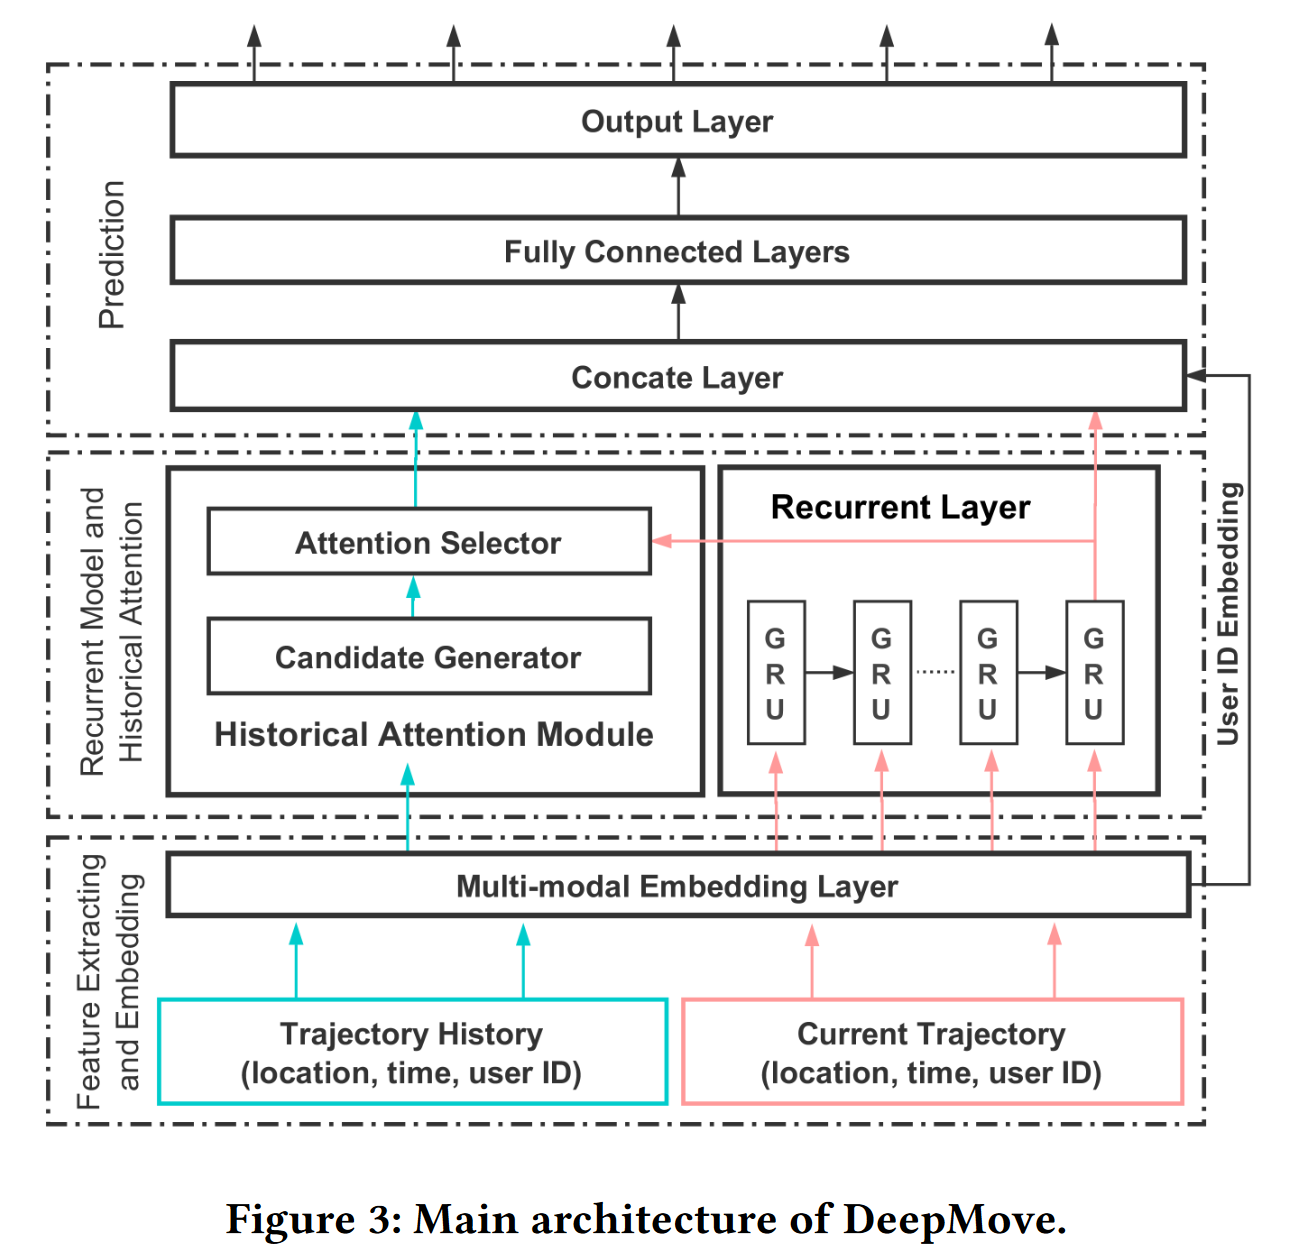 Output Layer
Fully Connected Layers
Concate Layer
Prediction
Attention Selector
Candidate Generator
Historical Attention Module
Recurrent Layer
GRU
GRU
......
GRU
GRU
Recurrent Model and
Historical Attention
User ID Embedding
Multi-modal Embedding Layer
Trajectory History
(location, time, user ID)
Current Trajectory
(location, time, user ID)
Feature Extracting
and Embedding
Figure 3: Main architecture of DeepMove.